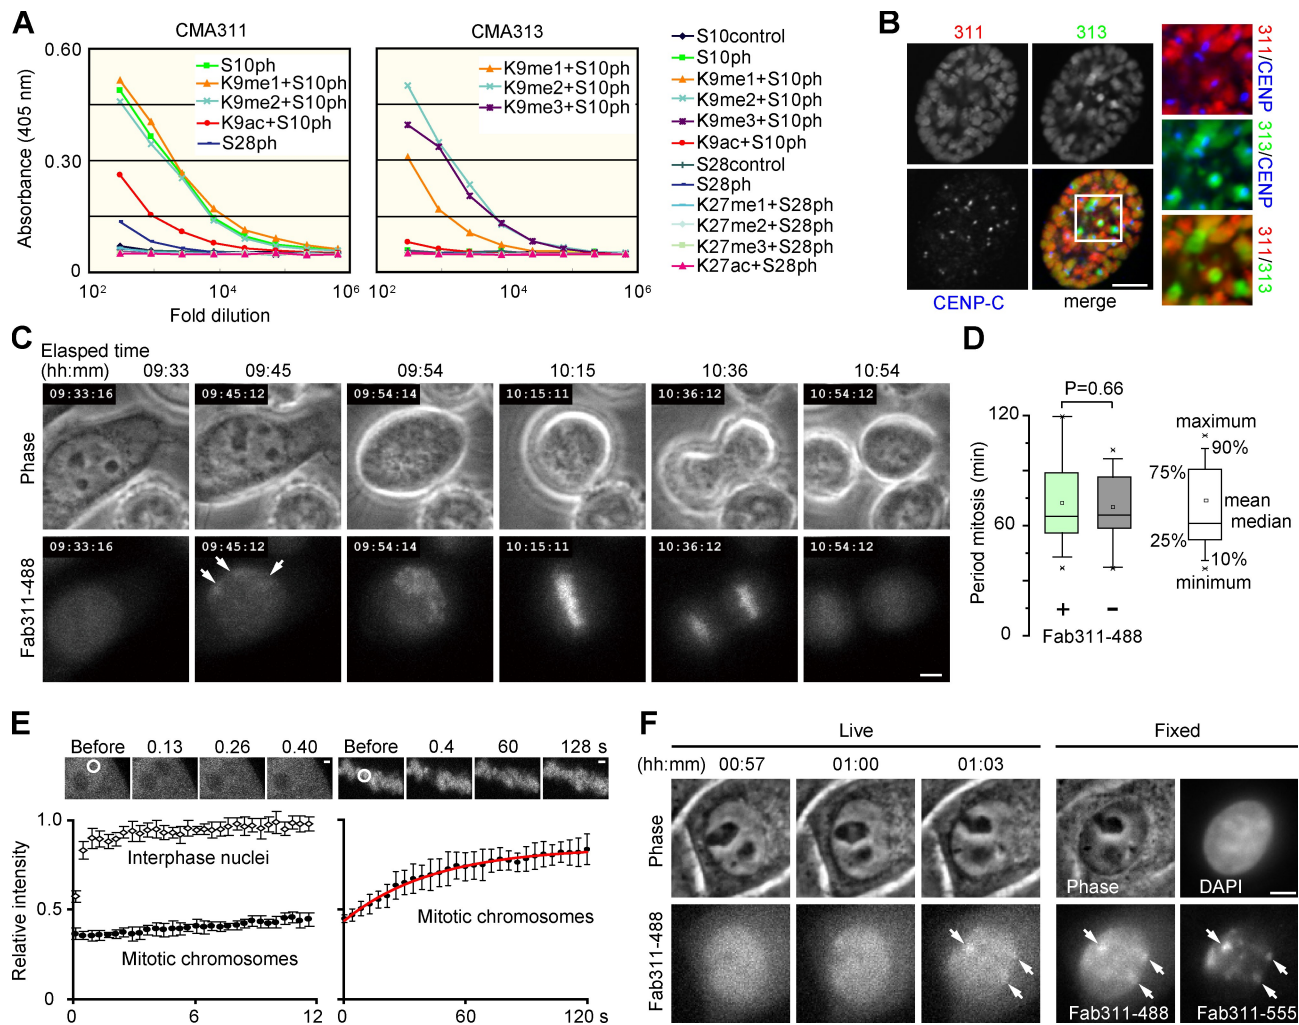 A
CMA311
CMA313
0.60
0.30
0
Absorbance (405 nm)
S10ph
K9me1+S10ph
K9me2+S10ph
K9ac+S10ph
S28ph
K9me1+S10ph
K9me2+S10ph
K9me3+S10ph
10² 10⁴ 10⁶
10² 10⁴ 10⁶
Fold dilution
S10control
S10ph
K9me1+S10ph
K9me2+S10ph
K9me3+S10ph
K9ac+S10ph
S28control
S28ph
K27me1+S28ph
K27me2+S28ph
K27me3+S28ph
K27ac+S28ph
B
311 313
CENP-C merge
311/CENP
313/CENP
311/313
C
Elasped time
(hh:mm) 09:33 09:45 09:54 10:15 10:36 10:54
Phase
09:33:16 09:45:12 09:54:14 10:15:11 10:36:12 10:54:12
Fab311-488
09:33:16 09:45:12 09:54:14 10:15:11 10:36:12 10:54:12
D
P=0.66
120
60
0
Period mitosis (min)
+ −
Fab311-488
maximum
90%
75%
mean
median
25%
10%
minimum
E
Before 0.13 0.26 0.40
Before 0.4 60 128 s
1.0
0.5
0
Relative intensity
Interphase nuclei
Mitotic chromosomes
Mitotic chromosomes
0 6 12
0 60 120 s
F
Live Fixed
(hh:mm) 00:57 01:00 01:03
Phase
Phase DAPI
Fab311-488
Fab311-488 Fab311-555